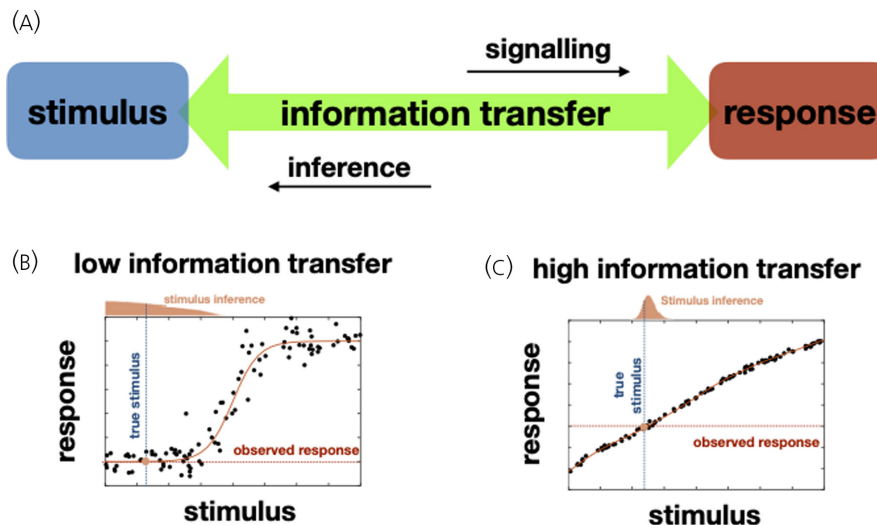 (A)
signalling
stimulus
information transfer
response
inference
(B)
low information transfer
stimulus inference
response
true stimulus
observed response
stimulus
(C)
high information transfer
Stimulus inference
response
true
stimulus
observed response
stimulus